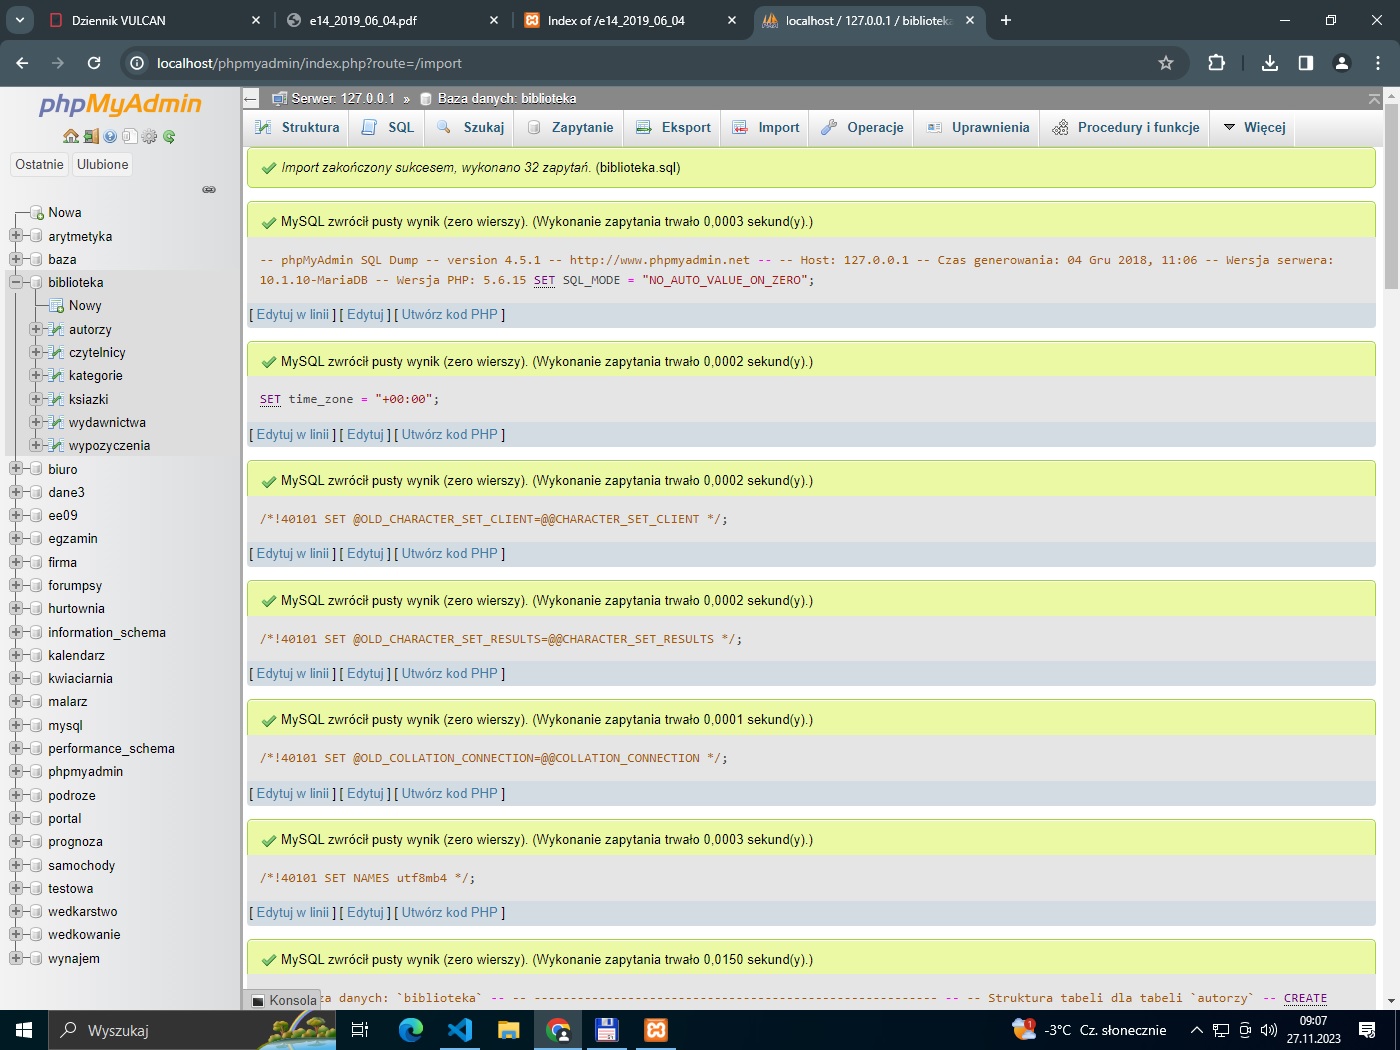 Dziennik VULCAN
e14_2019_06_04.pdf
Index of /e14_2019_06_04
localhost / 127.0.0.1 / biblioteka
localhost/phpmyadmin/index.php?route=/import
phpMyAdmin
Ostatnie
Ulubione
Nowa
arytmetyka
baza
biblioteka
Nowy
autorzy
czytelnicy
kategorie
ksiazki
wydawnictwa
wypozyczenia
biuro
dane3
ee09
egzamin
firma
forumpsy
hurtownia
information_schema
kalendarz
kwiaciarnia
malarz
mysql
performance_schema
phpmyadmin
podroze
portal
prognoza
samochody
testowa
wedkarstwo
wedkowanie
wynajem
Serwer: 127.0.0.1 » Baza danych: biblioteka
Struktura SQL Szukaj Zapytanie Eksport Import Operacje Uprawnienia Procedury i funkcje Więcej
Import zakończony sukcesem, wykonano 32 zapytań. (biblioteka.sql)
MySQL zwrócił pusty wynik (zero wierszy). (Wykonanie zapytania trwało 0,0003 sekund(y).)
-- phpMyAdmin SQL Dump -- version 4.5.1 -- http://www.phpmyadmin.net -- -- Host: 127.0.0.1 -- Czas generowania: 04 Gru 2018, 11:06 -- Wersja serwera:
10.1.10-MariaDB -- Wersja PHP: 5.6.15 SET SQL_MODE = "NO_AUTO_VALUE_ON_ZERO";
[ Edytuj w linii ] [ Edytuj ] [ Utwórz kod PHP ]
MySQL zwrócił pusty wynik (zero wierszy). (Wykonanie zapytania trwało 0,0002 sekund(y).)
SET time_zone = "+00:00";
[ Edytuj w linii ] [ Edytuj ] [ Utwórz kod PHP ]
MySQL zwrócił pusty wynik (zero wierszy). (Wykonanie zapytania trwało 0,0002 sekund(y).)
/*!40101 SET @OLD_CHARACTER_SET_CLIENT=@@CHARACTER_SET_CLIENT */;
[ Edytuj w linii ] [ Edytuj ] [ Utwórz kod PHP ]
MySQL zwrócił pusty wynik (zero wierszy). (Wykonanie zapytania trwało 0,0002 sekund(y).)
/*!40101 SET @OLD_CHARACTER_SET_RESULTS=@@CHARACTER_SET_RESULTS */;
[ Edytuj w linii ] [ Edytuj ] [ Utwórz kod PHP ]
MySQL zwrócił pusty wynik (zero wierszy). (Wykonanie zapytania trwało 0,0001 sekund(y).)
/*!40101 SET @OLD_COLLATION_CONNECTION=@@COLLATION_CONNECTION */;
[ Edytuj w linii ] [ Edytuj ] [ Utwórz kod PHP ]
MySQL zwrócił pusty wynik (zero wierszy). (Wykonanie zapytania trwało 0,0003 sekund(y).)
/*!40101 SET NAMES utf8mb4 */;
[ Edytuj w linii ] [ Edytuj ] [ Utwórz kod PHP ]
MySQL zwrócił pusty wynik (zero wierszy). (Wykonanie zapytania trwało 0,0150 sekund(y).)
Konsola
za danych: `biblioteka` -- -- -------------------------------------------------------- -- -- Struktura tabeli dla tabeli `autorzy` -- CREATE
Wyszukaj
1
-3°C Cz. słonecznie
09:07
27.11.2023